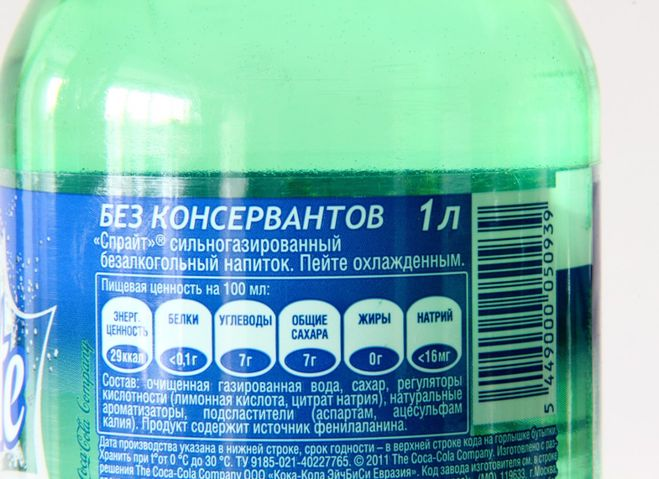 БЕЗ КОНСЕРВАНТОВ 1 л
«Спрайт»® сильногазированный
безалкогольный напиток. Пейте охлажденным.
Пищевая ценность на 100 мл:
ЭНЕРГ. ЦЕННОСТЬ БЕЛКИ УГЛЕВОДЫ ОБЩИЕ САХАРА ЖИРЫ НАТРИЙ
29ккал <0,1г 7г 7г 0г <16мг
Состав: очищенная газированная вода, сахар, регуляторы
кислотности (лимонная кислота, цитрат натрия), натуральные
ароматизаторы, подсластители (аспартам, ацесульфам
калия). Продукт содержит источник фенилаланина.
Дата производства указана в нижней строке, срок годности – в верхней строке кода на горлышке бутылки.
Хранить при t° от 0 °C до 30 °C. ТУ 9185-021-40227765. © 2011 The Coca-Cola Company. Изготовлено с раз-
решения The Coca-Cola Company ООО «Кока-Кола ЭйчБиСи Евразия». Код завода изготовителя см. в строке
119633, г.Москва
5 449000 050939
Coca Cola Company
te